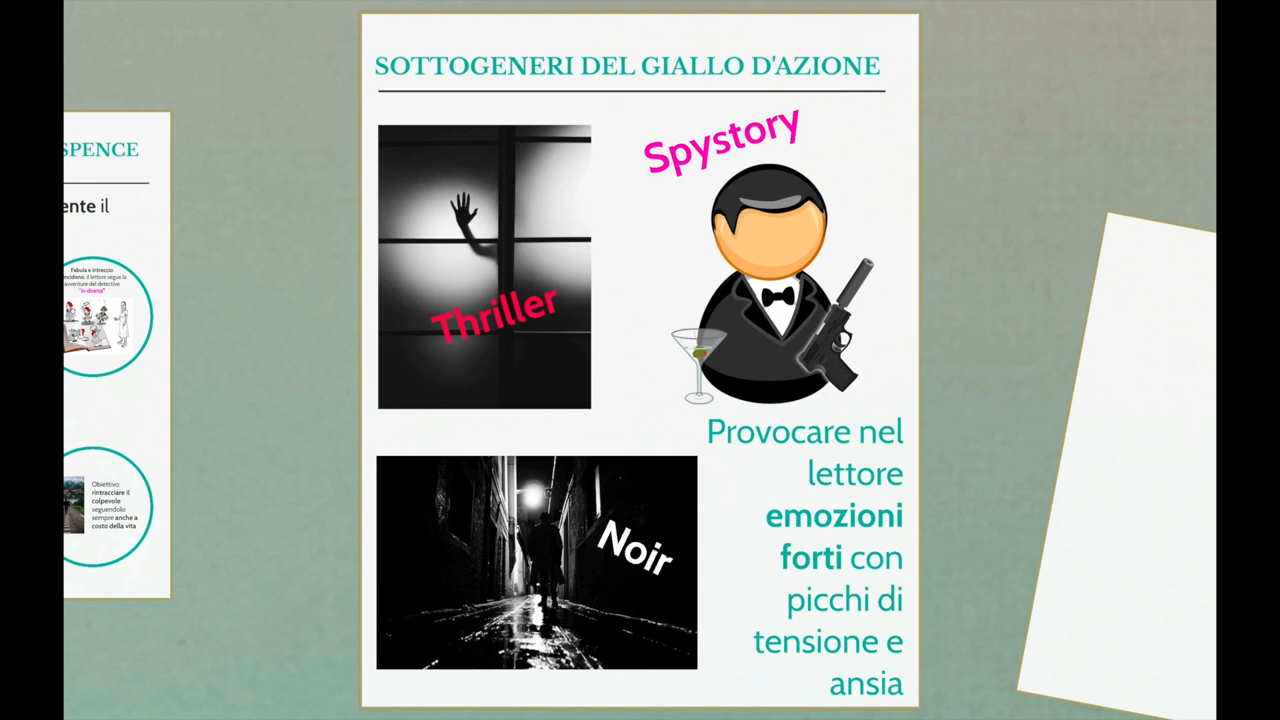 SPENCE
ente il
Fabula e intreccio
ncidono: il lettore segue la
avventure del detective
"in diretta"
Obiettivo:
rintracciare il
colpevole
seguendolo
sempre anche a
costo della vita
SOTTOGENERI DEL GIALLO D'AZIONE
Spystory
Thriller
Noir
Provocare nel
lettore
emozioni
forti con
picchi di
tensione e
ansia